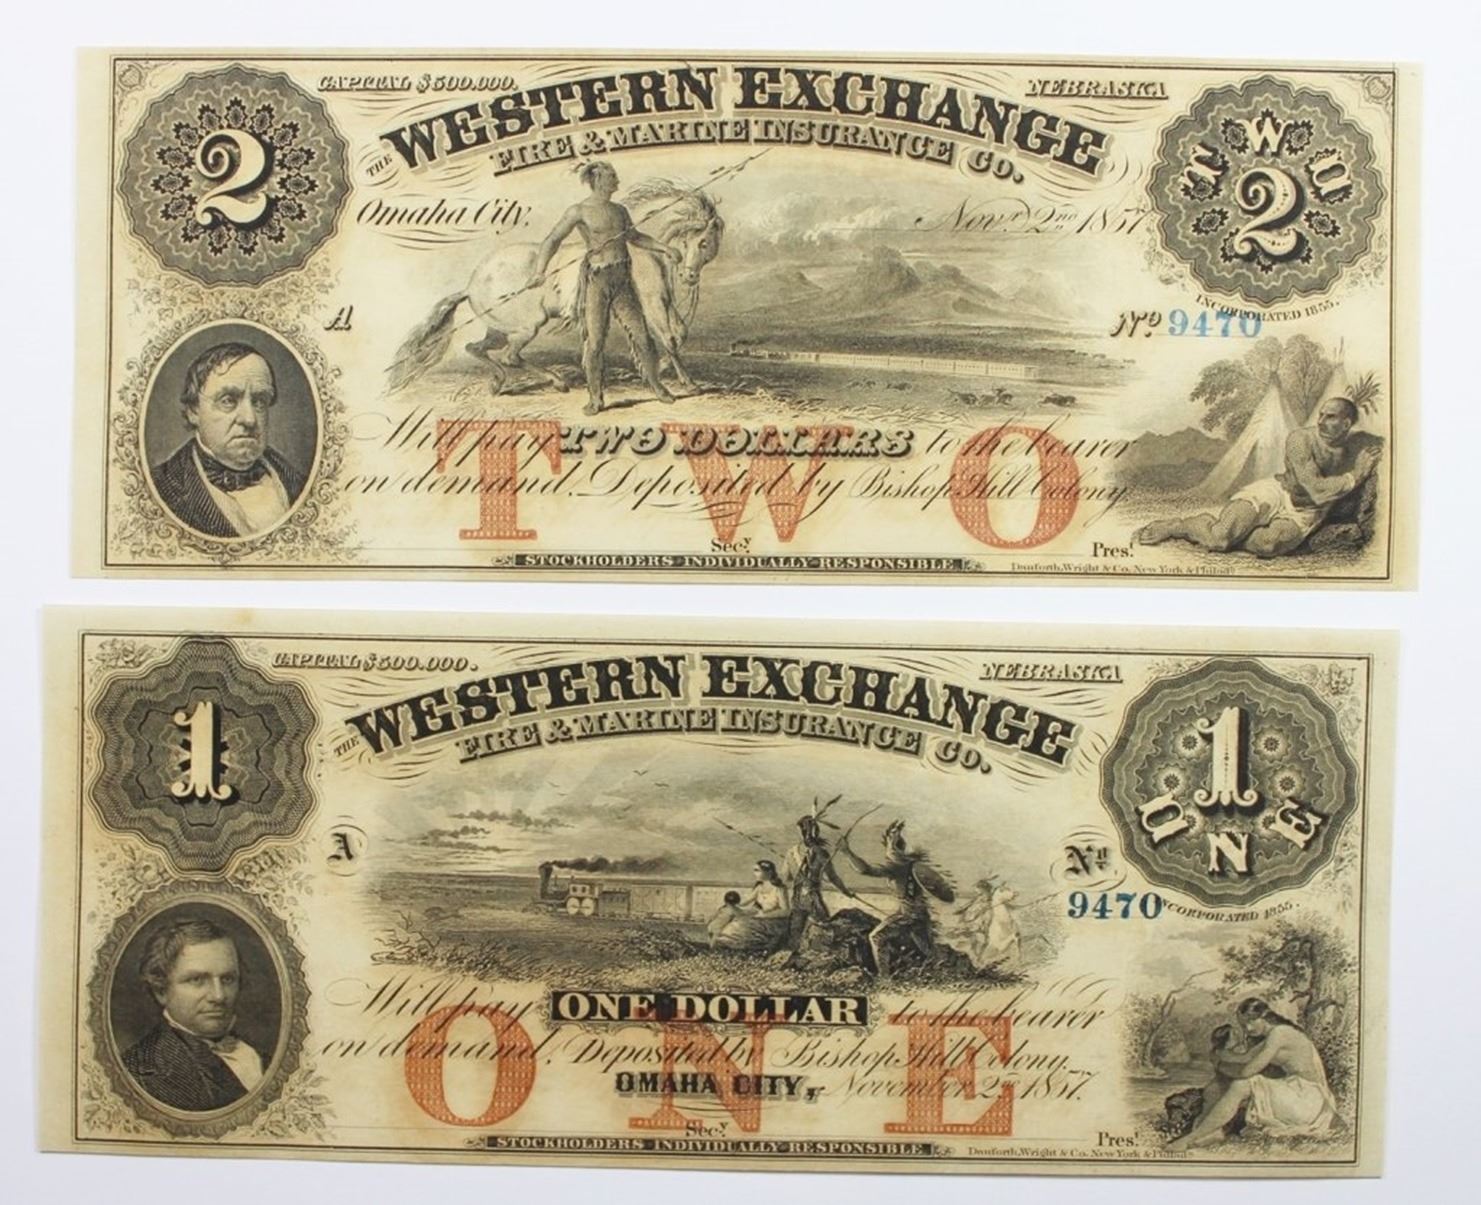 CAPITAL $500.000.
NEBRASKA
THE WESTERN EXCHANGE
FIRE & MARINE INSURANCE CO.
2
TWO
2
Omaha City,
Novr. 2nd 1857
INCORPORATED 1855.
A
No. 9470
Will pay TWO DOLLARS to the bearer
on demand, Deposited by Bishop Hill Colony
TWO
Secy.
Prest.
STOCKHOLDERS INDIVIDUALLY RESPONSIBLE
Danforth, Wright & Co. New York & Philada.
CAPITAL $500.000.
NEBRASKA
THE WESTERN EXCHANGE
FIRE & MARINE INSURANCE CO.
1
1
ONE
A
No.
9470
INCORPORATED 1855.
Will pay ONE DOLLAR to the bearer
on demand, Deposited by Bishop Hill Colony.
OMAHA CITY, November 2nd 1857.
ONE
Secy.
Prest.
STOCKHOLDERS INDIVIDUALLY RESPONSIBLE
Danforth, Wright & Co. New York & Philada.